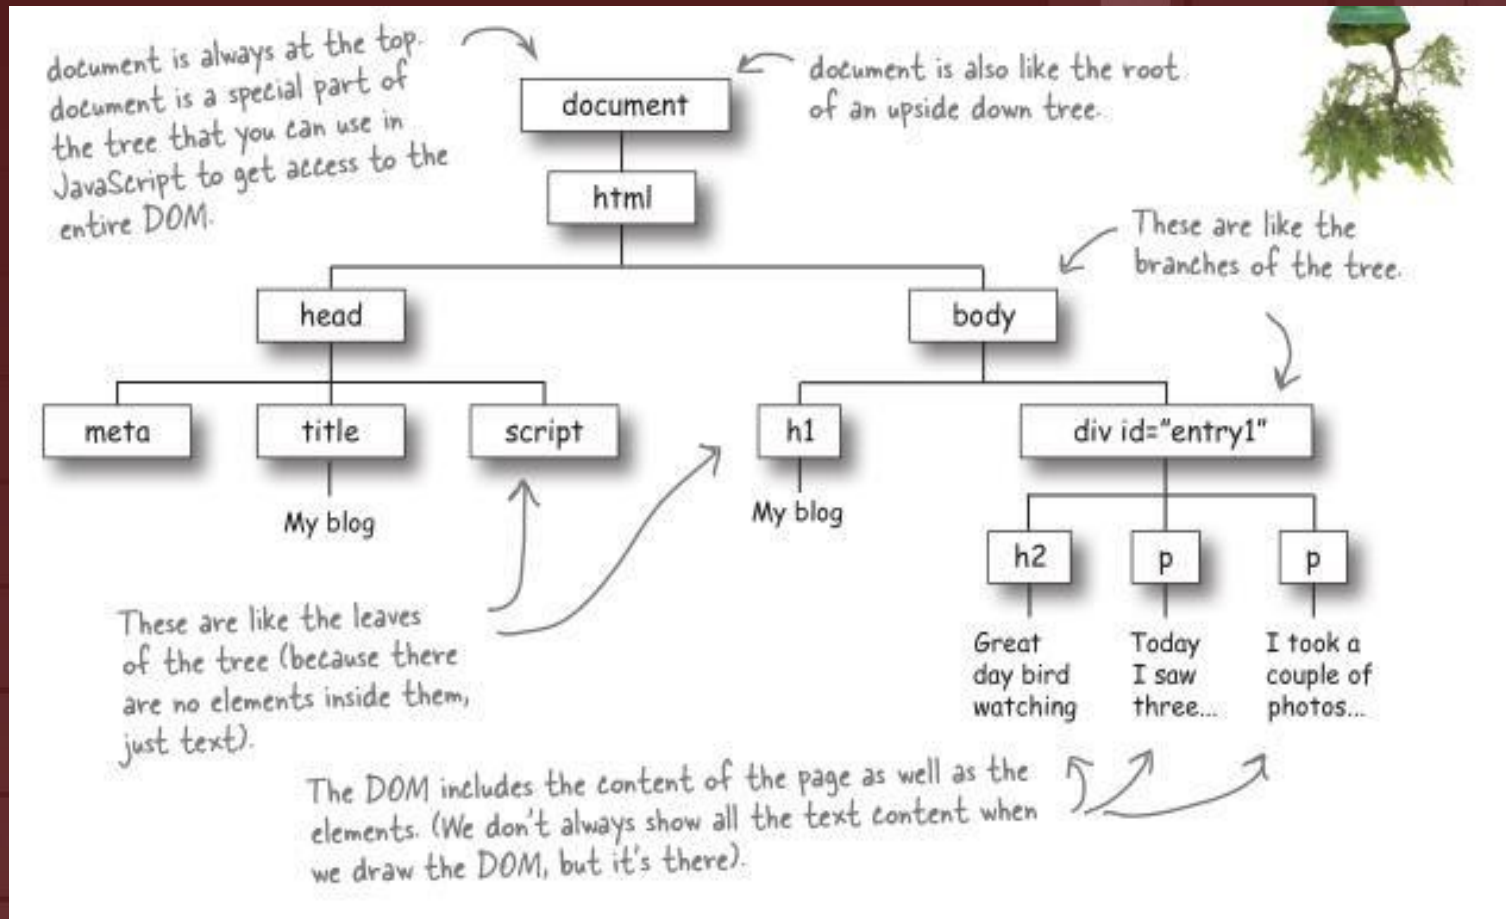 document is always at the top.
document is a special part of
the tree that you can use in
JavaScript to get access to the
entire DOM.
document
document is also like the root
of an upside down tree.
html
These are like the
branches of the tree.
head
body
meta
title
script
h1
div id="entry1"
My blog
My blog
h2
p
p
Great
day bird
watching
Today
I saw
three...
I took a
couple of
photos...
These are like the leaves
of the tree (because there
are no elements inside them,
just text).
The DOM includes the content of the page as well as the
elements. (We don't always show all the text content when
we draw the DOM, but it's there).